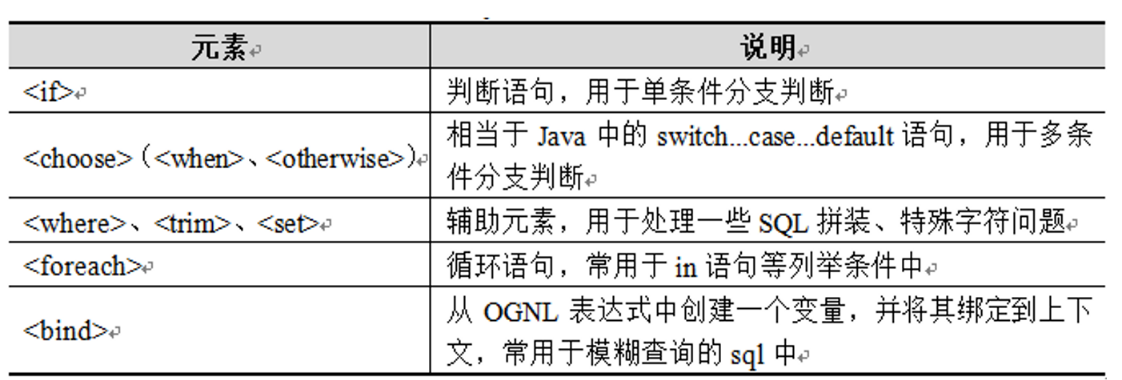 元素 说明
<if> 判断语句，用于单条件分支判断
<choose>（<when>、<otherwise>） 相当于 Java 中的 switch...case...default 语句，用于多条
件分支判断
<where>、<trim>、<set> 辅助元素，用于处理一些 SQL 拼装、特殊字符问题
<foreach> 循环语句，常用于 in 语句等列举条件中
<bind> 从 OGNL 表达式中创建一个变量，并将其绑定到上下
文，常用于模糊查询的 sql 中